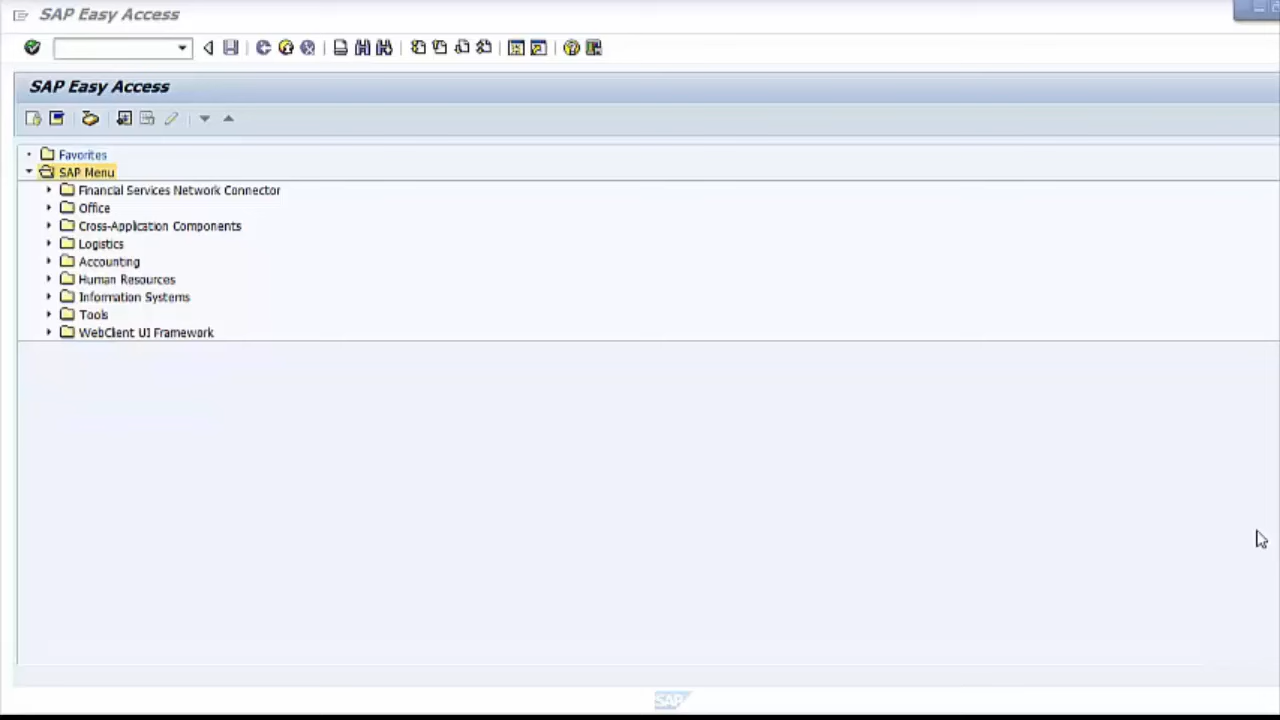 SAP Easy Access
SAP Easy Access
Favorites
SAP Menu
Financial Services Network Connector
Office
Cross-Application Components
Logistics
Accounting
Human Resources
Information Systems
Tools
WebClient UI Framework
SAP